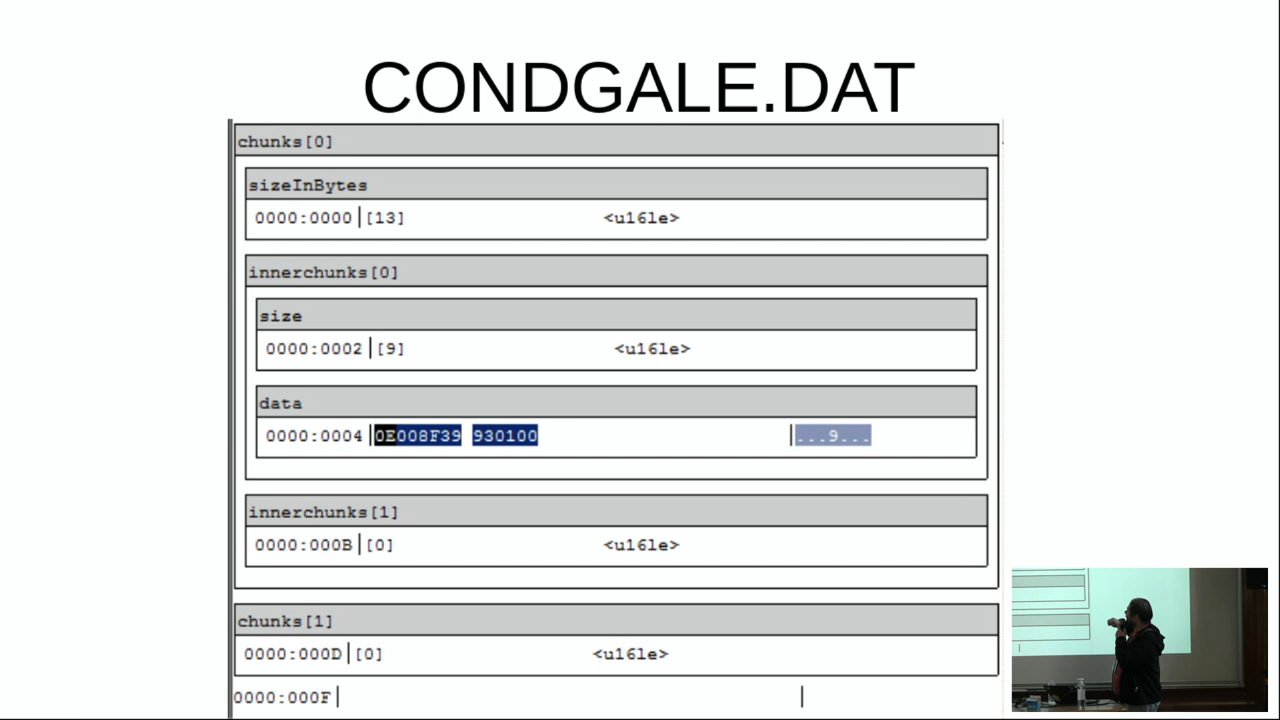 CONDGALE.DAT
chunks[0]
sizeInBytes
0000:0000 [13] <u16le>
innerchunks[0]
size
0000:0002 [9] <u16le>
data
0000:0004 0E008F39 930100 ...9...
innerchunks[1]
0000:000B [0] <u16le>
chunks[1]
0000:000D [0] <u16le>
0000:000F